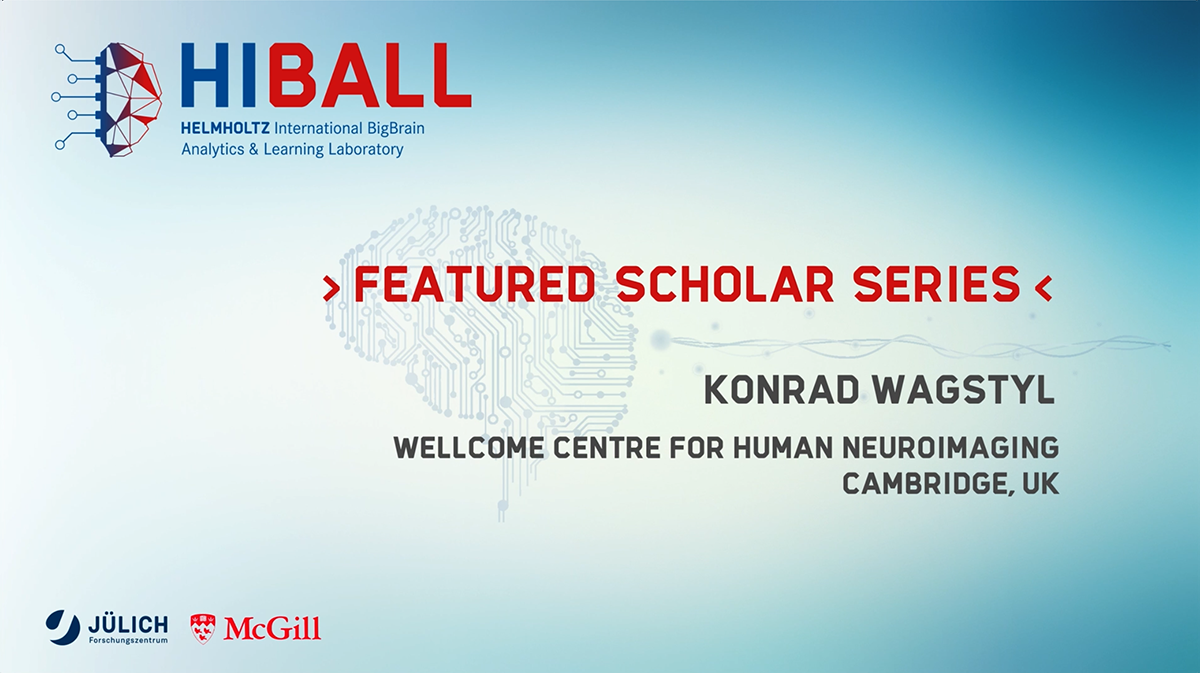 HIBALL
HELMHOLTZ International BigBrain
Analytics & Learning Laboratory
> FEATURED SCHOLAR SERIES <
KONRAD WAGSTYL
WELLCOME CENTRE FOR HUMAN NEUROIMAGING
CAMBRIDGE, UK
JÜLICH
Forschungszentrum
McGill